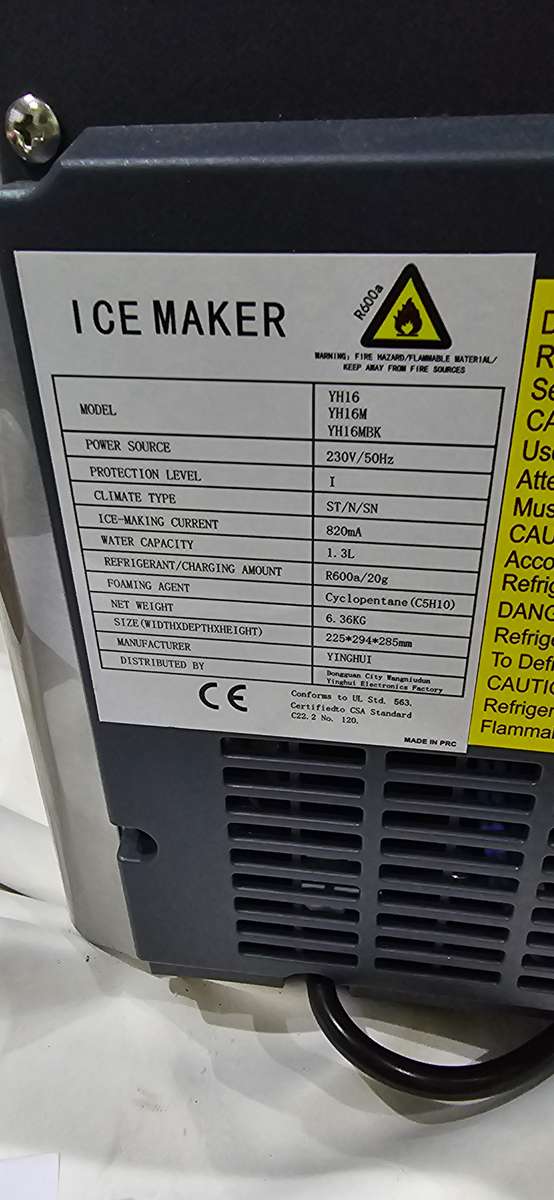 ICE MAKER
R600a
WARNING; FIRE HAZARD/FLAMMABLE MATERIAL/
KEEP AWAY FROM FIRE SOURCES
MODEL YH16
YH16M
YH16MBK
POWER SOURCE 230V/50Hz
PROTECTION LEVEL I
CLIMATE TYPE ST/N/SN
ICE-MAKING CURRENT 820mA
WATER CAPACITY 1.3L
REFRIGERANT/CHARGING AMOUNT R600a/20g
FOAMING AGENT Cyclopentane(C5H10)
NET WEIGHT 6.36KG
SIZE(WIDTHXDEPTHXHEIGHT) 225*294*285mm
MANUFACTURER YINGHUI
DISTRIBUTED BY Dongguan City Wangniudun
Yinghui Electronics Factory
CE
Conforms to UL Std. 563.
Certifiedto CSA Standard
C22.2 No. 120.
MADE IN PRC
D
R
Se
CA
Use
Atte
Mus
CAU
Acco
Refrig
DANG
Refrige
To Defr
CAUTIC
Refriger
Flammal